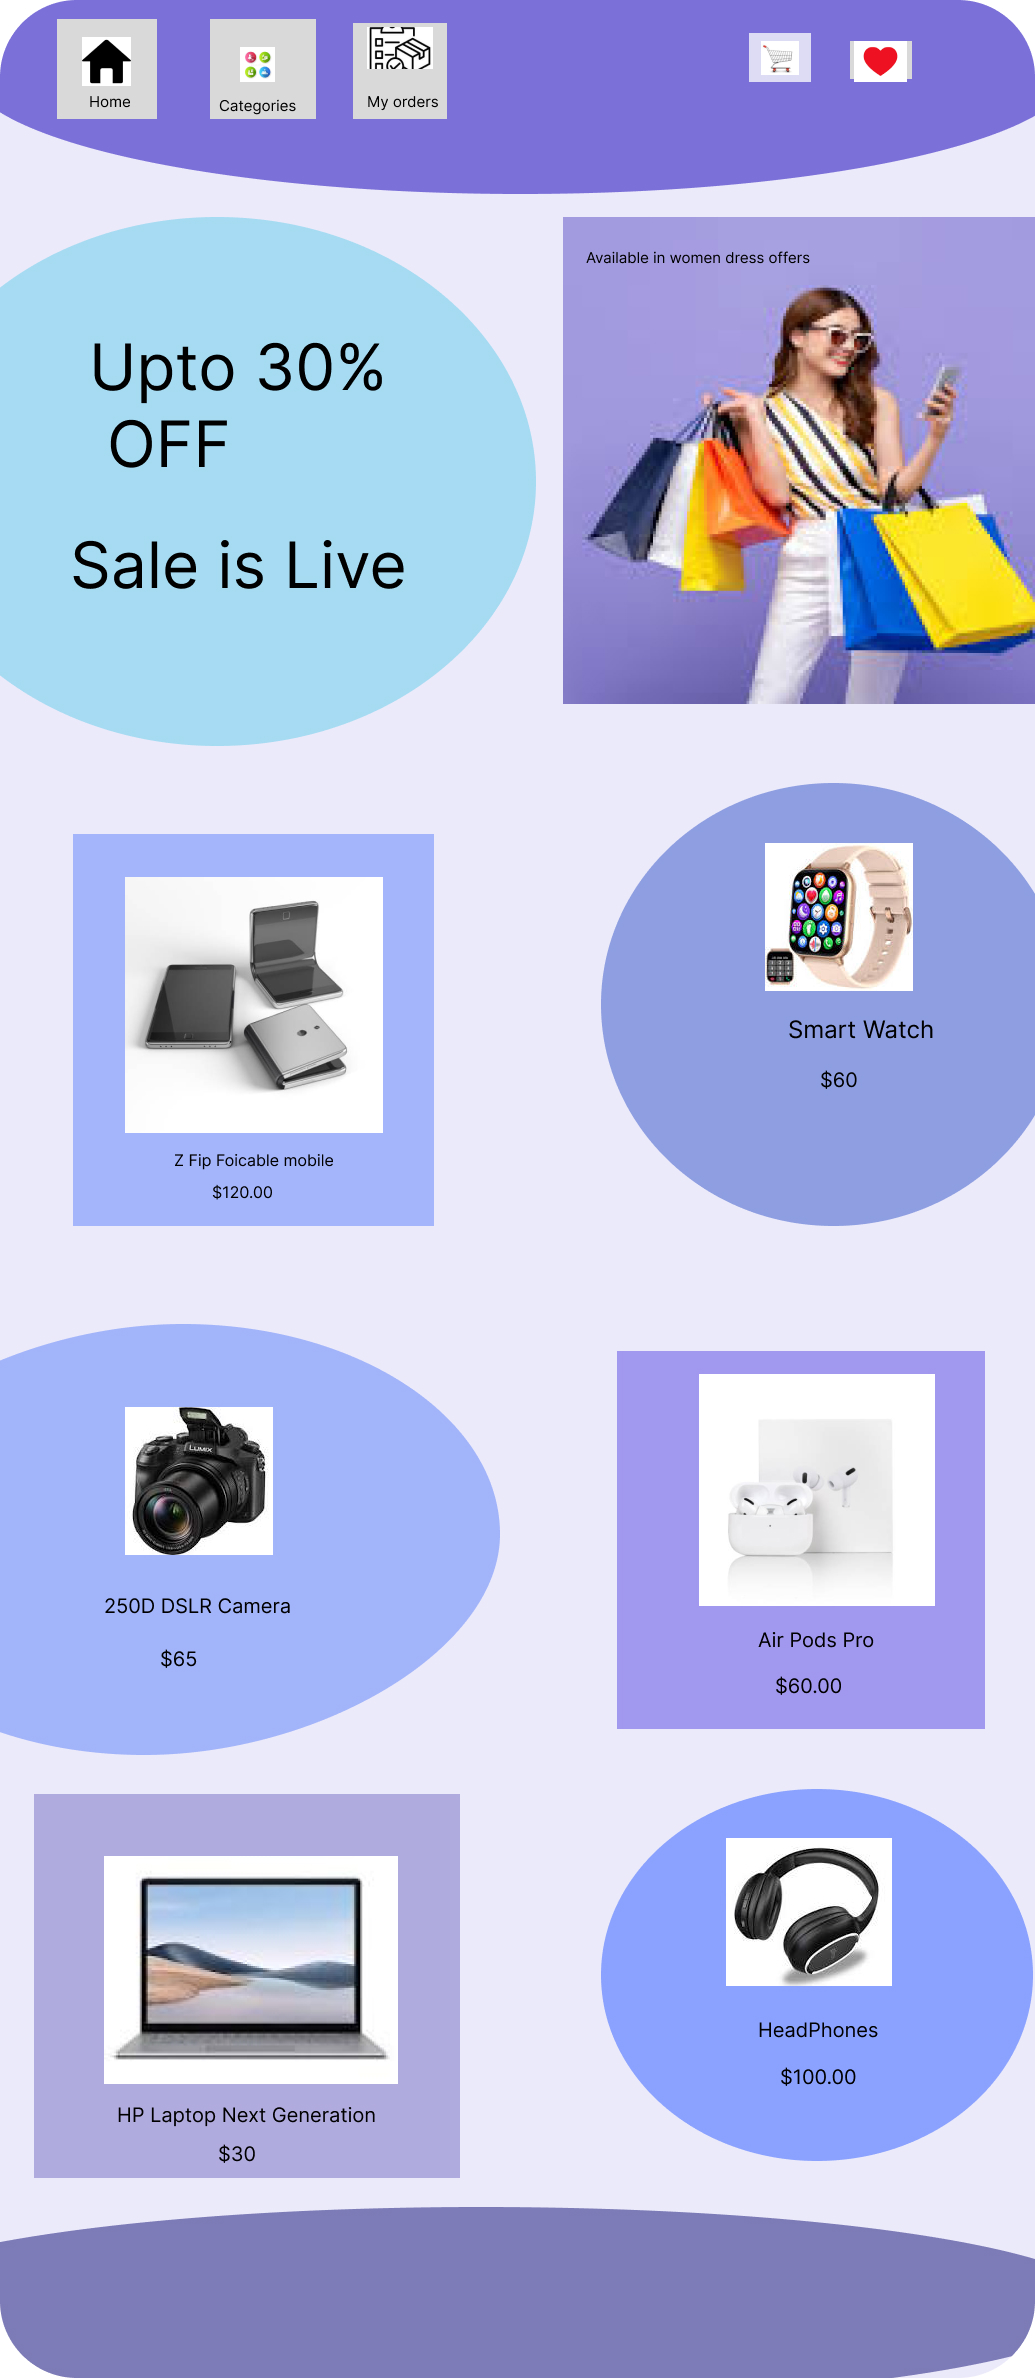 Home
Categories
My orders
Available in women dress offers
Upto 30%
OFF
Sale is Live
Smart Watch
$60
Z Fip Foicable mobile
$120.00
LUMIX
250D DSLR Camera
$65
Air Pods Pro
$60.00
HP Laptop Next Generation
$30
HeadPhones
$100.00